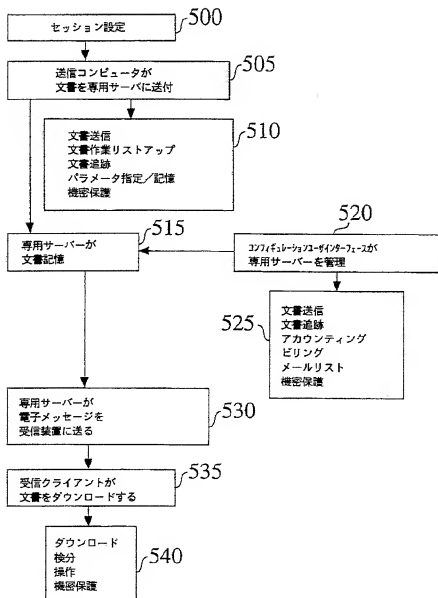 セッション設定
500
送信コンピュータが
文書を専用サーバに送付
505
文書送信
文書作業リストアップ
文書追跡
パラメータ指定/記憶
機密保護
510
専用サーバーが
文書記憶
515
520
コンフィギュレーションユーザインターフェースが
専用サーバーを管理
文書送信
文書追跡
アカウンティング
ビリング
メールリスト
機密保護
525
専用サーバーが
電子メッセージを
受信装置に送る
530
受信クライアントが
文書をダウンロードする
535
ダウンロード
検分
操作
機密保護
540